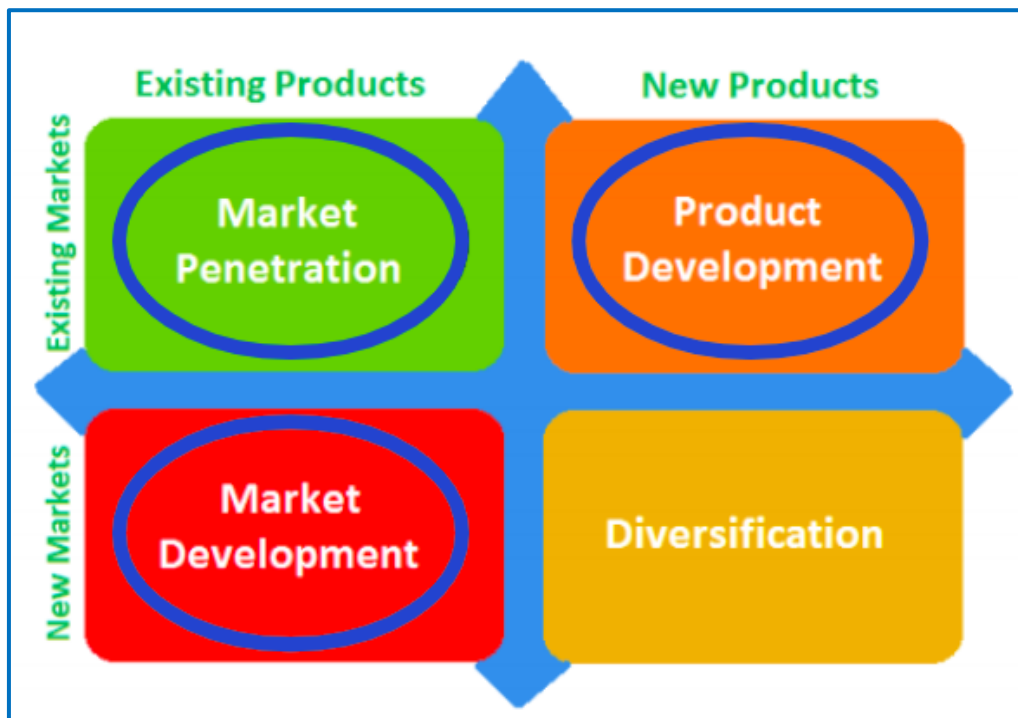 Existing Products
New Products
Existing Markets
Market
Penetration
Product
Development
New Markets
Market
Development
Diversification